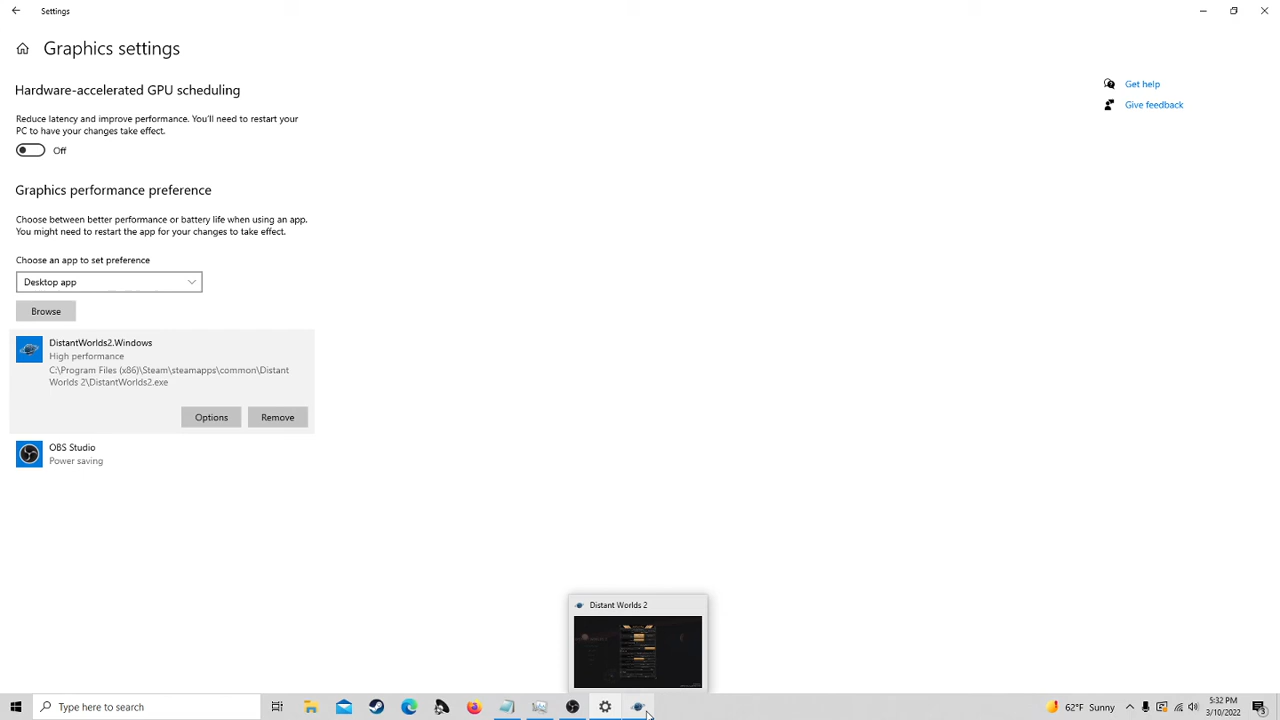 Settings
Graphics settings
Hardware-accelerated GPU scheduling
Reduce latency and improve performance. You'll need to restart your
PC to have your changes take effect.
Off
Graphics performance preference
Choose between better performance or battery life when using an app.
You might need to restart the app for your changes to take effect.
Choose an app to set preference
Desktop app
Browse
DistantWorlds2.Windows
High performance
C:\Program Files (x86)\Steam\steamapps\common\Distant
Worlds 2\DistantWorlds2.exe
Options
Remove
OBS Studio
Power saving
Get help
Give feedback
Distant Worlds 2
Type here to search
62°F Sunny
5:32 PM
3/10/2022